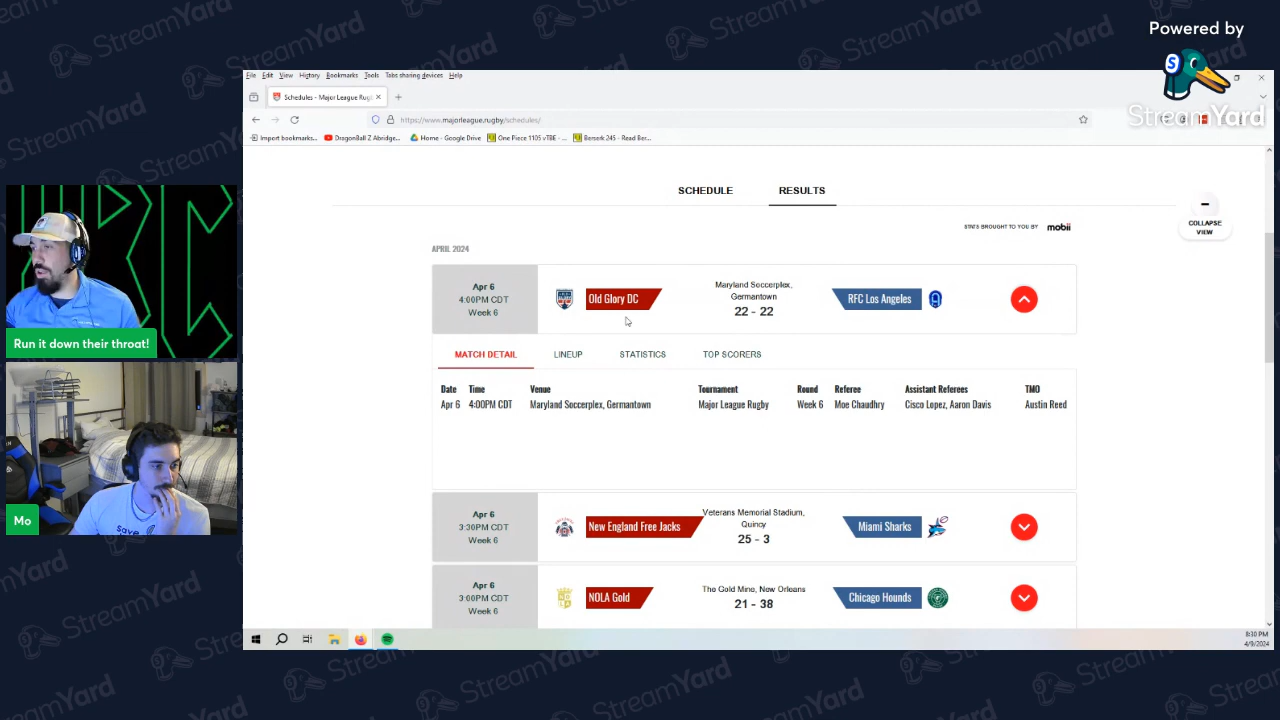 Powered by
StreamYard
File Edit View History Bookmarks Tools Tabs sharing devices Help
Schedules - Major League Rug
https://www.majorleague.rugby/schedules/
Import bookmarks... DragonBall Z Abridge... Home - Google Drive One Piece 1105 vTBE - ... Berserk 245 - Read Ber...
SCHEDULE RESULTS
COLLAPSE
VIEW
STATS BROUGHT TO YOU BY mobii
APRIL 2024
Apr 6
4:00PM CDT
Week 6
Old Glory DC
Maryland Soccerplex,
Germantown
22 - 22
RFC Los Angeles
MATCH DETAIL LINEUP STATISTICS TOP SCORERS
Date Time Venue Tournament Round Referee Assistant Referees TMO
Apr 6 4:00PM CDT Maryland Soccerplex, Germantown Major League Rugby Week 6 Moe Chaudhry Cisco Lopez, Aaron Davis Austin Reed
Apr 6
3:30PM CDT
Week 6
New England Free Jacks
Veterans Memorial Stadium,
Quincy
25 - 3
Miami Sharks
Apr 6
3:00PM CDT
Week 6
NOLA Gold
The Gold Mine, New Orleans
21 - 38
Chicago Hounds
8:30 PM
4/9/2024
Run it down their throat!
Mo
save